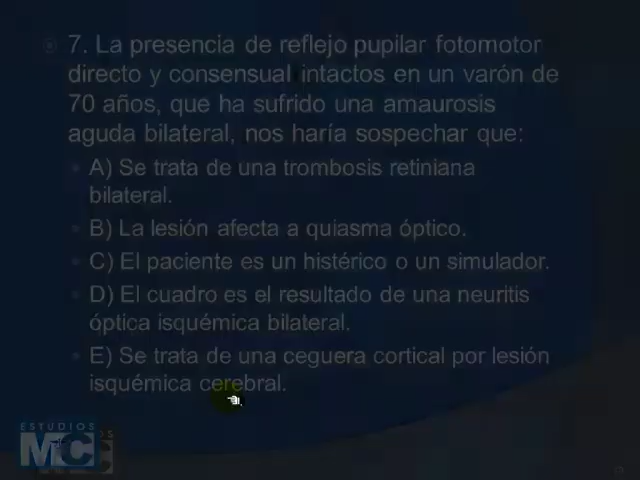 7. La presencia de reflejo pupilar fotomotor
directo y consensual intactos en un varón de
70 años, que ha sufrido una amaurosis
aguda bilateral, nos haría sospechar que:
A) Se trata de una trombosis retiniana
bilateral.
B) La lesión afecta a quiasma óptico.
C) El paciente es un histérico o un simulador.
D) El cuadro es el resultado de una neuritis
óptica isquémica bilateral.
E) Se trata de una ceguera cortical por lesión
isquémica cerebral.
ESTUDIOS
MC